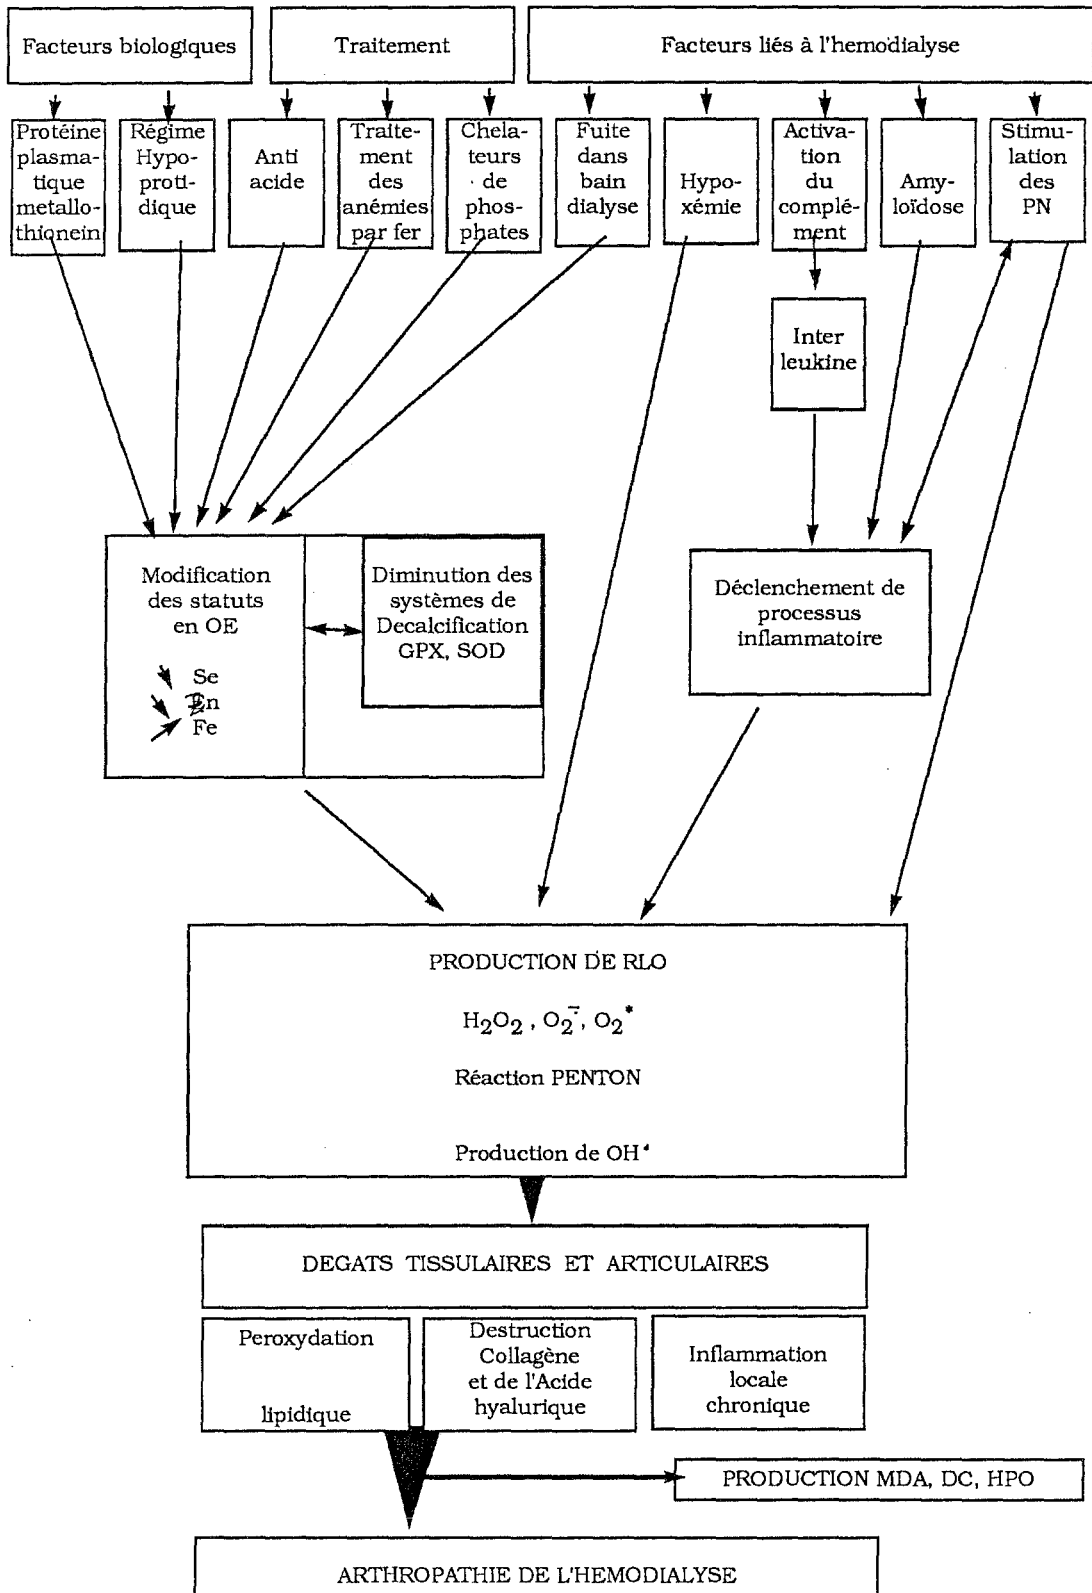 Facteurs biologiques
Traitement
Facteurs liés à l'hemodialyse
Protéine
plasma-
tique
metallo-
thionein
Régime
Hypo-
proti-
dique
Anti
acide
Traite-
ment
des
anémies
par fer
Chela-
teurs
de
phos-
phates
Fuite
dans
bain
dialyse
Hypo-
xémie
Activa-
tion
du
complé-
ment
Amy-
loïdose
Stimu-
lation
des
PN
Inter
leukine
Modification
des statuts
en OE
Se
Zn
Fe
Diminution des
systèmes de
Decalcification
GPX, SOD
Déclenchement de
processus
inflammatoire
PRODUCTION DE RLO
H₂O₂ , O₂⁻̇, O₂*
Réaction PENTON
Production de OH•
DEGATS TISSULAIRES ET ARTICULAIRES
Peroxydation
lipidique
Destruction
Collagène
et de l'Acide
hyalurique
Inflammation
locale
chronique
PRODUCTION MDA, DC, HPO
ARTHROPATHIE DE L'HEMODIALYSE